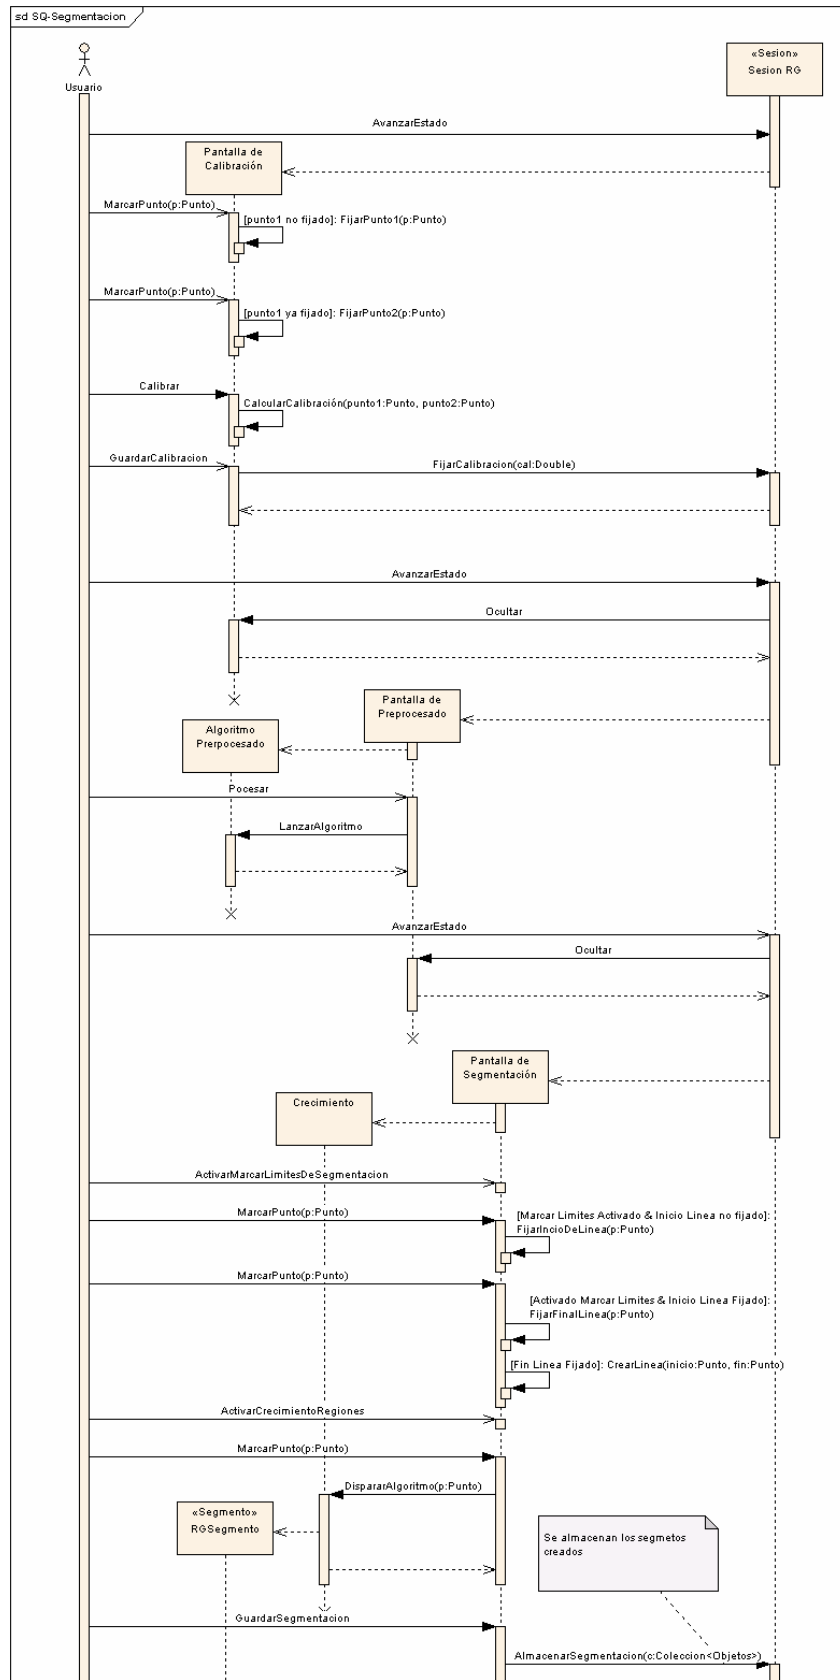 sd SQ-Segmentacion
«Sesion»
Sesion RG
Usuario
AvanzarEstado
Pantalla de
Calibración
MarcarPunto(p:Punto)
[punto1 no fijado]: FijarPunto1(p:Punto)
MarcarPunto(p:Punto)
[punto1 ya fijado]: FijarPunto2(p:Punto)
Calibrar
CalcularCalibración(punto1:Punto, punto2:Punto)
GuardarCalibracion
FijarCalibracion(cal:Double)
AvanzarEstado
Ocultar
Pantalla de
Preprocesado
Algoritmo
Prerpocesado
Pocesar
LanzarAlgoritmo
AvanzarEstado
Ocultar
Pantalla de
Segmentación
Crecimiento
ActivarMarcarLimitesDeSegmentacion
MarcarPunto(p:Punto)
[Marcar Limites Activado & Inicio Linea no fijado]:
FijarIncioDeLinea(p:Punto)
MarcarPunto(p:Punto)
[Activado Marcar Limites & Inicio Linea Fijado]:
FijarFinalLinea(p:Punto)
[Fin Linea Fijado]: CrearLinea(inicio:Punto, fin:Punto)
ActivarCrecimientoRegiones
MarcarPunto(p:Punto)
DispararAlgoritmo(p:Punto)
«Segmento»
RGSegmento
Se almacenan los segmetos
creados
GuardarSegmentacion
AlmacenarSegmentacion(c:Coleccion<Objetos>)